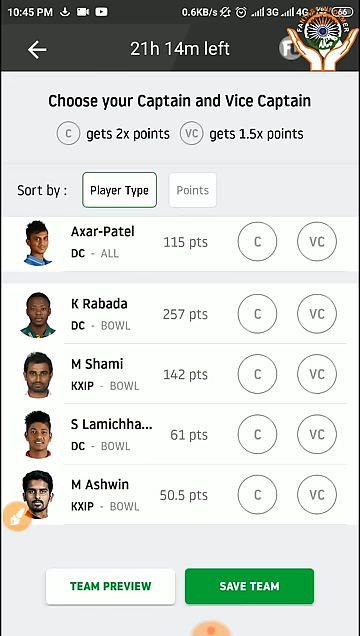 10:45 PM
0.6KB/s
3G
4G
66
21h 14m left
Choose your Captain and Vice Captain
C gets 2x points VC gets 1.5x points
Sort by : Player Type Points
Axar-Patel
DC - ALL
115 pts C VC
K Rabada
DC - BOWL
257 pts C VC
M Shami
KXIP - BOWL
142 pts C VC
S Lamichha...
DC - BOWL
61 pts C VC
M Ashwin
KXIP - BOWL
50.5 pts C VC
TEAM PREVIEW SAVE TEAM